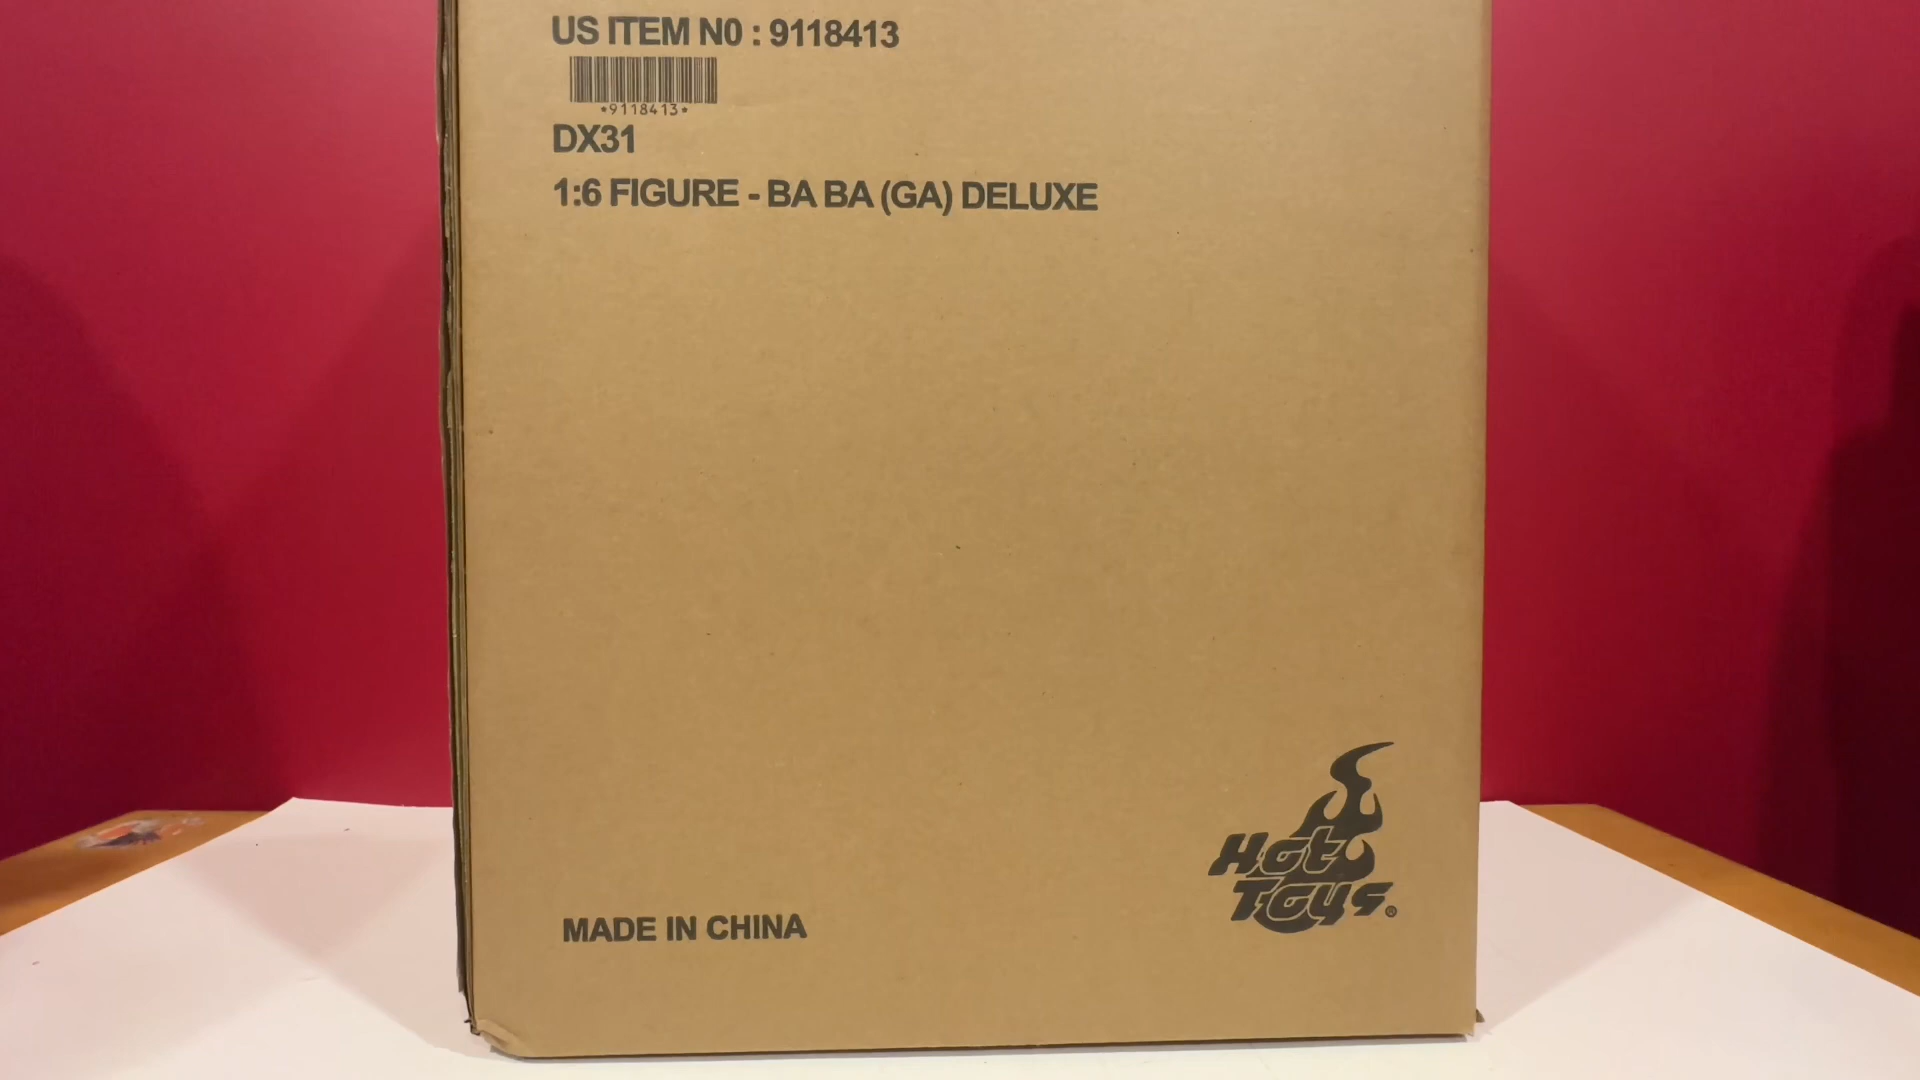 US ITEM N0 : 9118413
*9118413*
DX31
1:6 FIGURE - BA BA (GA) DELUXE
Hot
Toys®
MADE IN CHINA